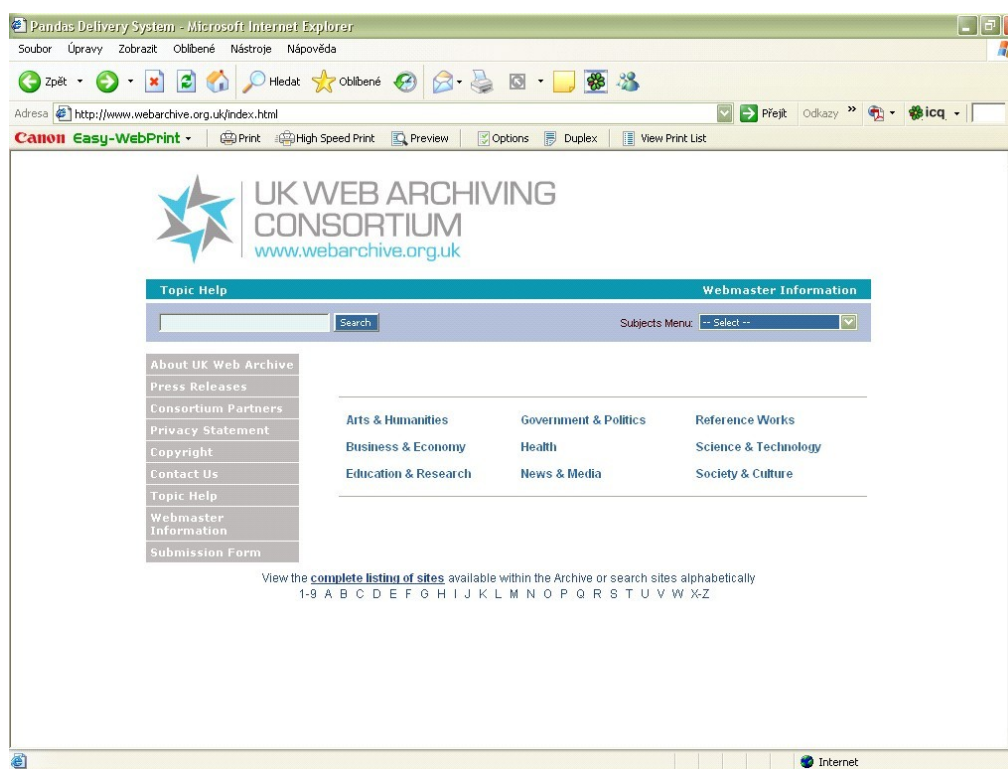 Pandas Delivery System - Microsoft Internet Explorer
Soubor Úpravy Zobrazit Oblíbené Nástroje Nápověda
Zpět Hledat Oblíbené
Adresa http://www.webarchive.org.uk/index.html Přejít Odkazy » icq
Canon Easy-WebPrint Print High Speed Print Preview Options Duplex View Print List
UK WEB ARCHIVING
CONSORTIUM
www.webarchive.org.uk
Topic Help Webmaster Information
Search Subjects Menu: -- Select --
About UK Web Archive
Press Releases
Consortium Partners
Privacy Statement
Copyright
Contact Us
Topic Help
Webmaster
Information
Submission Form
Arts & Humanities Government & Politics Reference Works
Business & Economy Health Science & Technology
Education & Research News & Media Society & Culture
View the complete listing of sites available within the Archive or search sites alphabetically
1-9 A B C D E F G H I J K L M N O P Q R S T U V W X-Z
Internet